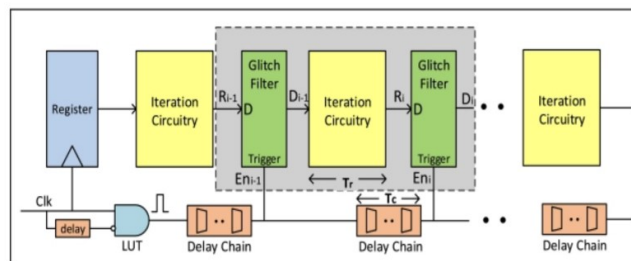 Register
Iteration
Circuitry
Ri-1
Glitch
Filter
D
Trigger
Di-1
Iteration
Circuitry
Tr
Ri
Glitch
Filter
D
Trigger
Di
Iteration
Circuitry
Eni-1
Eni
Clk
delay
LUT
Delay Chain
Tc
Delay Chain
Delay Chain